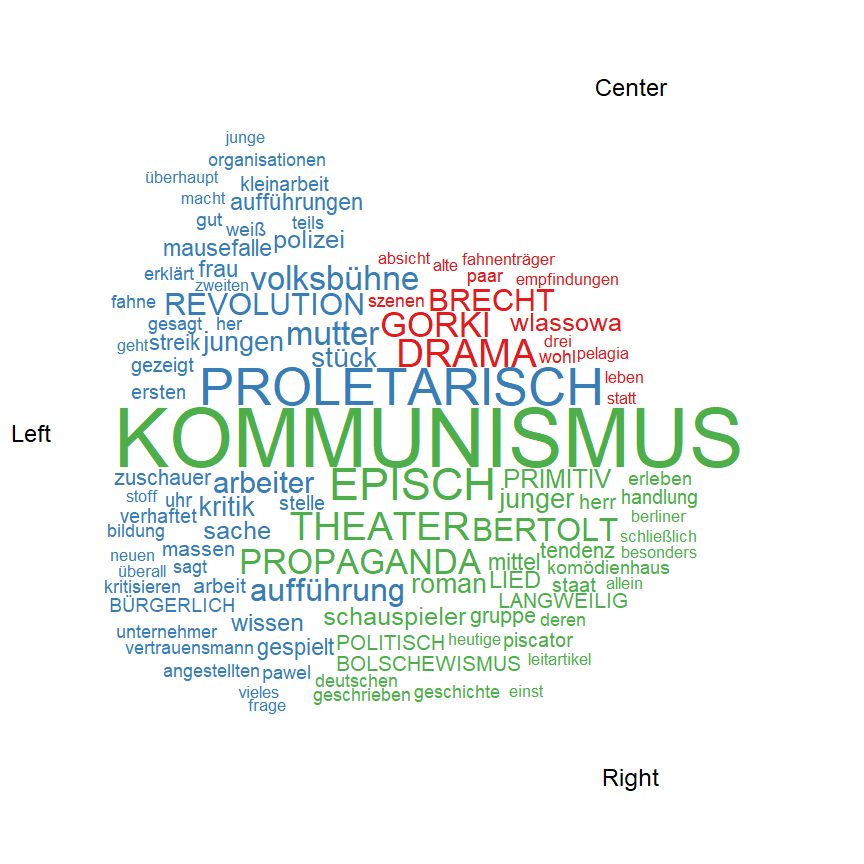 Center
junge
organisationen
überhaupt kleinarbeit
macht aufführungen
gut weiß teils
mausefalle polizei
absicht alte fahnenträger
erklärt frau zweiten volksbühne paar empfindungen
fahne REVOLUTION szenen BRECHT
gesagt her mutter GORKI wlassowa
geht streik jungen stück DRAMA drei wohl pelagia
gezeigt leben
ersten PROLETARISCH statt
Left KOMMUNISMUS
zuschauer arbeiter EPISCH PRIMITIV erleben
stoff uhr kritik stelle junger herr handlung
verhaftet berliner
bildung sache THEATER BERTOLT schließlich
neuen massen PROPAGANDA mittel tendenz besonders
überall sagt komödienhaus
kritisieren arbeit aufführung roman LIED staat allein
BÜRGERLICH LANGWEILIG
unternehmer wissen schauspieler gruppe deren
vertrauensmann gespielt POLITISCH heutige piscator
angestellten pawel BOLSCHEWISMUS leitartikel
deutschen
vieles geschrieben geschichte einst
frage
Right